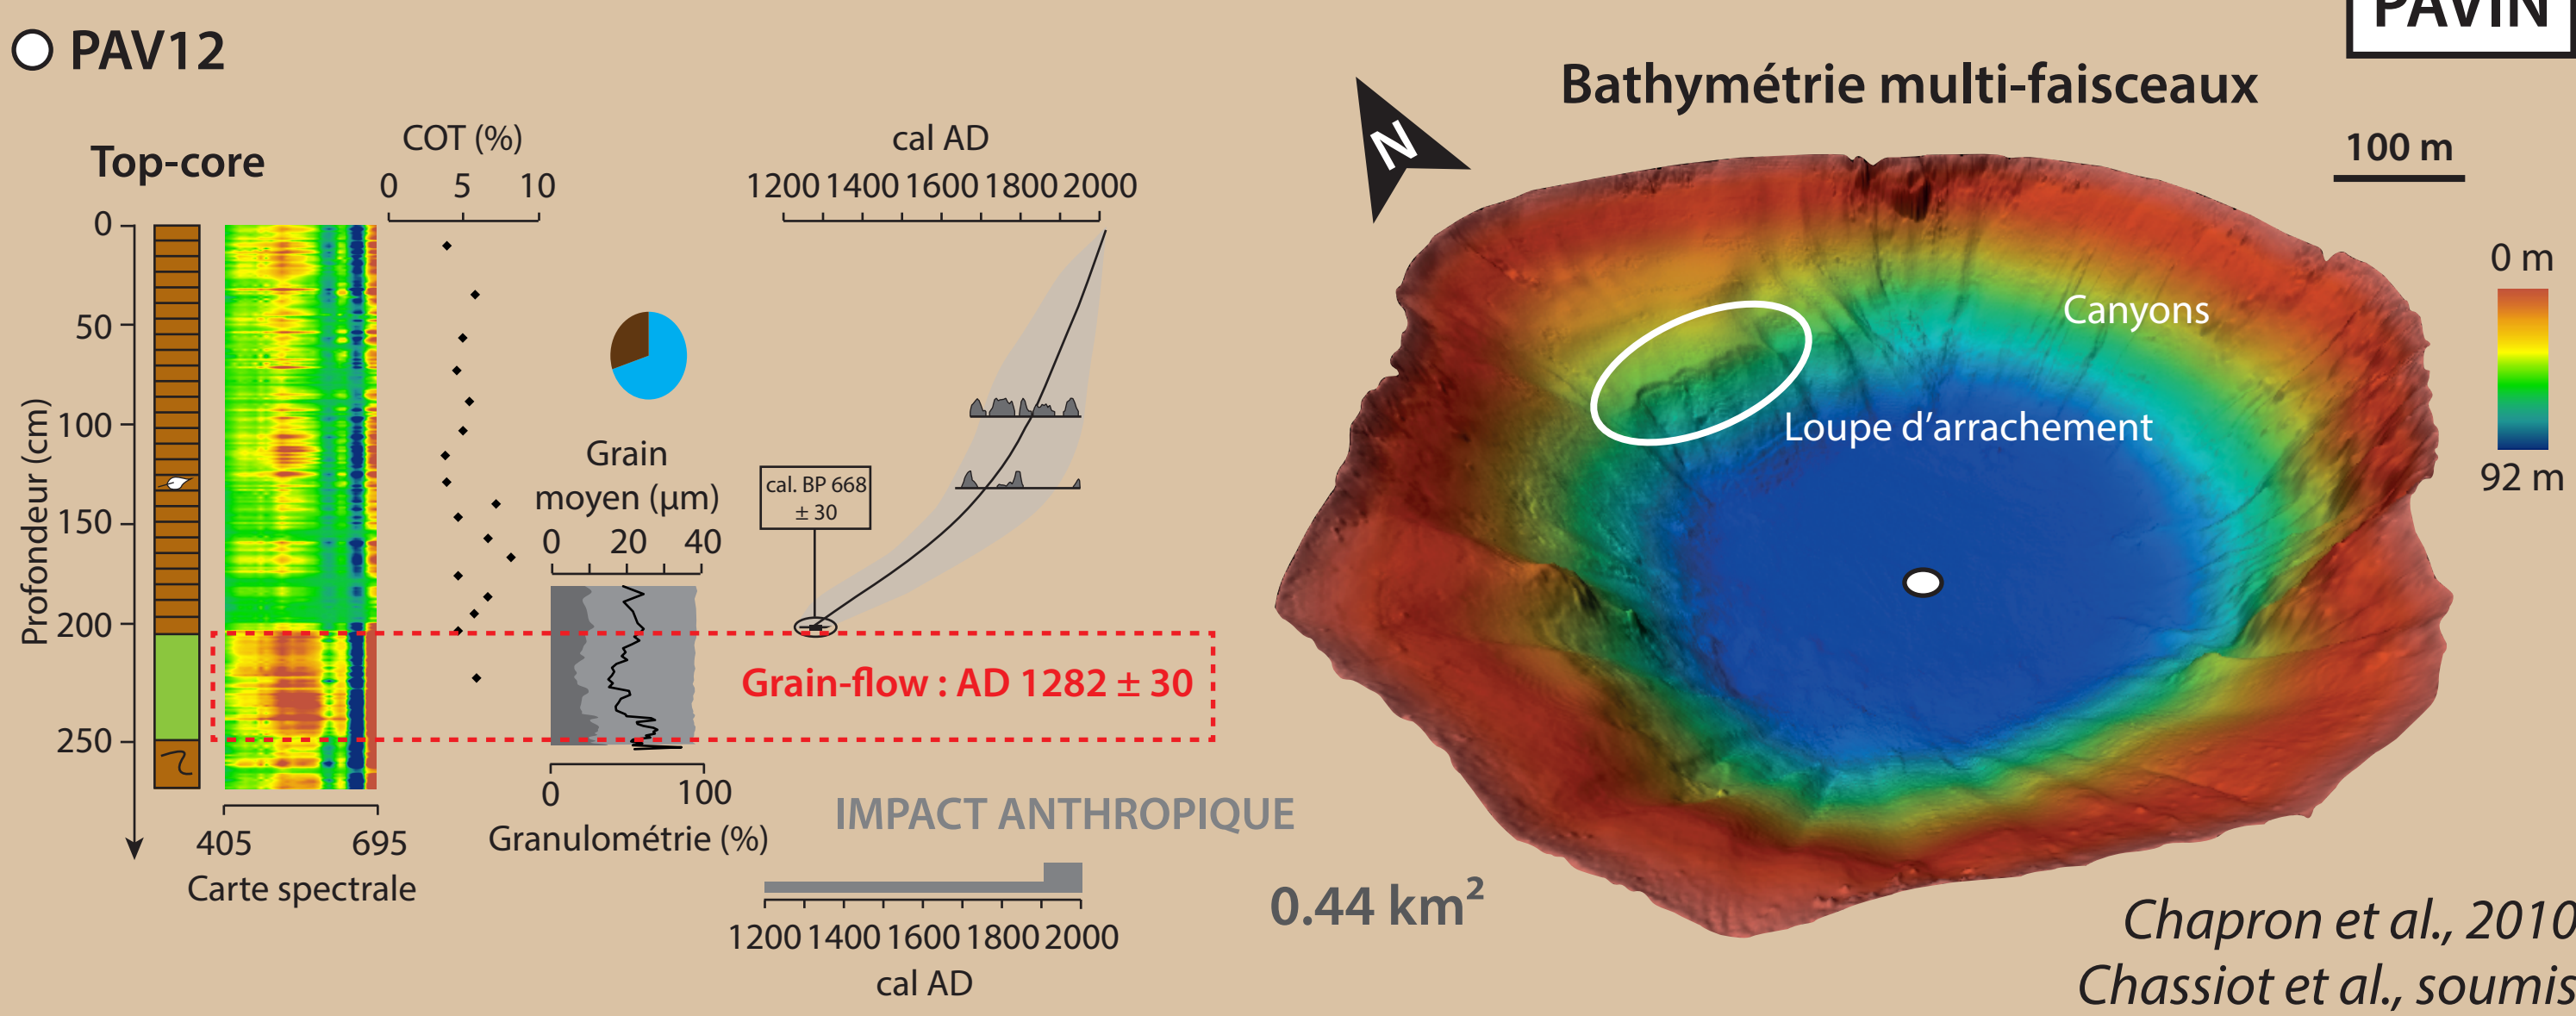 PAVIN
PAV12
Bathymétrie multi-faisceaux
N
100 m
Top-core
COT (%)
0 5 10
cal AD
1200 1400 1600 1800 2000
0
50
100
150
200
250
Profondeur (cm)
Grain
moyen (µm)
0 20 40
cal. BP 668
± 30
Grain-flow : AD 1282 ± 30
0 100
Granulométrie (%)
405 695
Carte spectrale
IMPACT ANTHROPIQUE
1200 1400 1600 1800 2000
cal AD
Canyons
Loupe d'arrachement
0 m
92 m
0.44 km²
Chapron et al., 2010
Chassiot et al., soumis